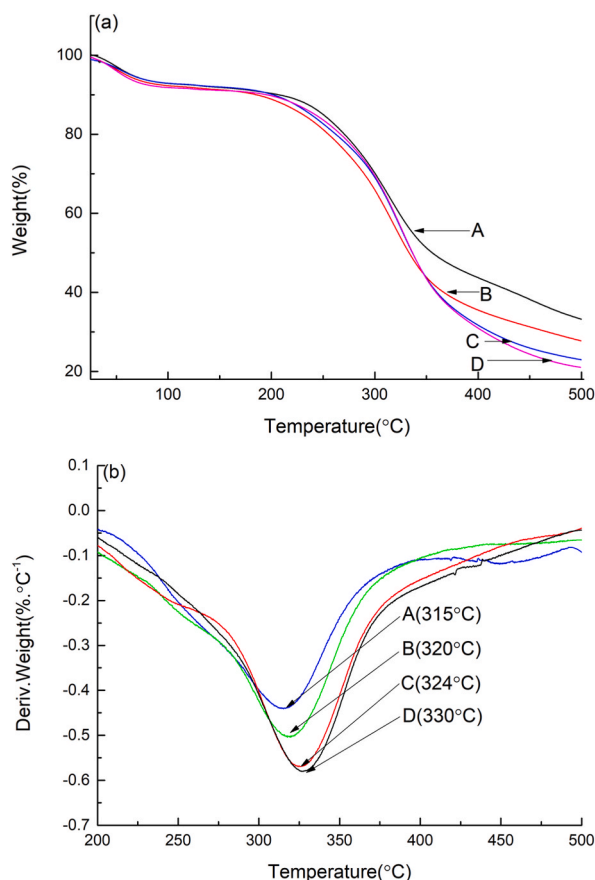 (a)
100
80
60
40
20
Weight(%)
A
B
C
D
100
200
300
400
500
Temperature(°C)
(b)
0.1
0.0
-0.1
-0.2
-0.3
-0.4
-0.5
-0.6
-0.7
Deriv.Weight(%.°C⁻¹)
A(315°C)
B(320°C)
C(324°C)
D(330°C)
200
250
300
350
400
450
500
Temperature(°C)